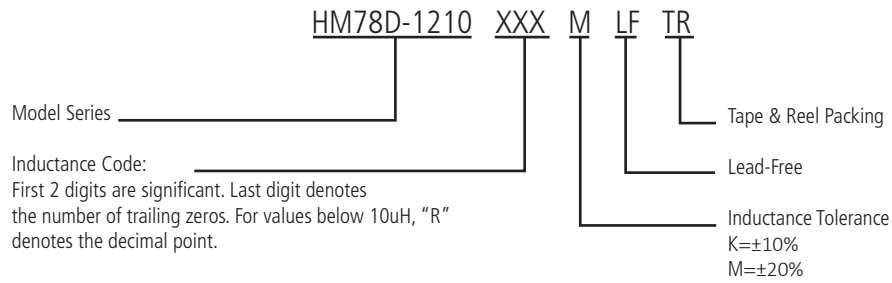 HM78D-1210 XXX M LF TR
Model Series
Tape & Reel Packing
Inductance Code:
First 2 digits are significant. Last digit denotes
the number of trailing zeros. For values below 10uH, “R”
denotes the decimal point.
Lead-Free
Inductance Tolerance
K=±10%
M=±20%